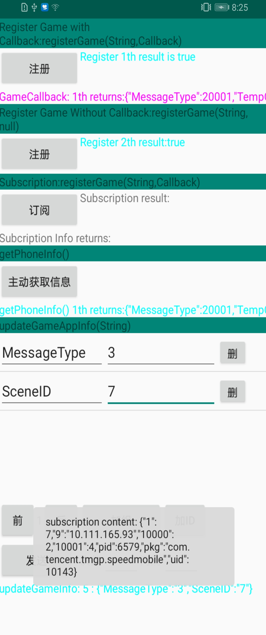 8:25
Register Game with
Callback:registerGame(String,Callback)
注册
Register 1th result is true
GameCallback: 1th returns:{"MessageType":20001,"Temp
Register Game Without Callback:registerGame(String,
null)
注册
Register 2th result:true
Subscription:registerGame(String,Callback)
订阅
Subscription result:
Subcription Info returns:
getPhoneInfo()
主动获取信息
getPhoneInfo() 1th returns:{"MessageType":20001,"Temp
updateGameAppInfo(String)
MessageType
3
删
SceneID
7
删
前
发
subscription content: {"1":
7,"9":"10.111.165.93","10000":
2,"10001":4,"pid":6579,"pkg":"com.
tencent.tmgp.speedmobile","uid":
10143}
updateGameInfo: 5 : {"MessageType":"3","SceneID":"7"}